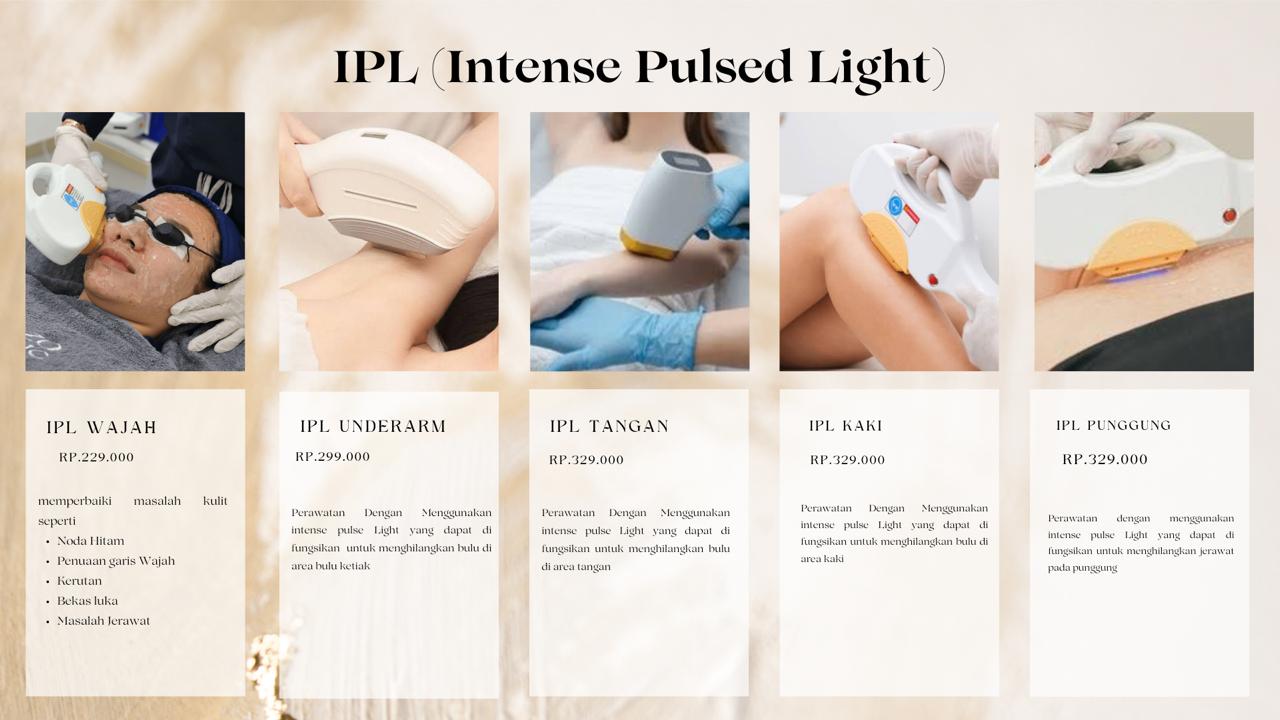 IPL (Intense Pulsed Light)
IPL WAJAH
RP.229.000
memperbaiki masalah kulit
seperti
• Noda Hitam
• Penuaan garis Wajah
• Kerutan
• Bekas luka
• Masalah Jerawat
IPL UNDERARM
RP.299.000
Perawatan Dengan Menggunakan
intense pulse Light yang dapat di
fungsikan untuk menghilangkan bulu di
area bulu ketiak
IPL TANGAN
RP.329.000
Perawatan Dengan Menggunakan
intense pulse Light yang dapat di
fungsikan untuk menghilangkan bulu
di area tangan
IPL KAKI
RP.329.000
Perawatan Dengan Menggunakan
intense pulse Light yang dapat di
fungsikan untuk menghilangkan bulu di
area kaki
IPL PUNGGUNG
RP.329.000
Perawatan dengan menggunakan
intense pulse Light yang dapat di
fungsikan untuk menghilangkan jerawat
pada punggung